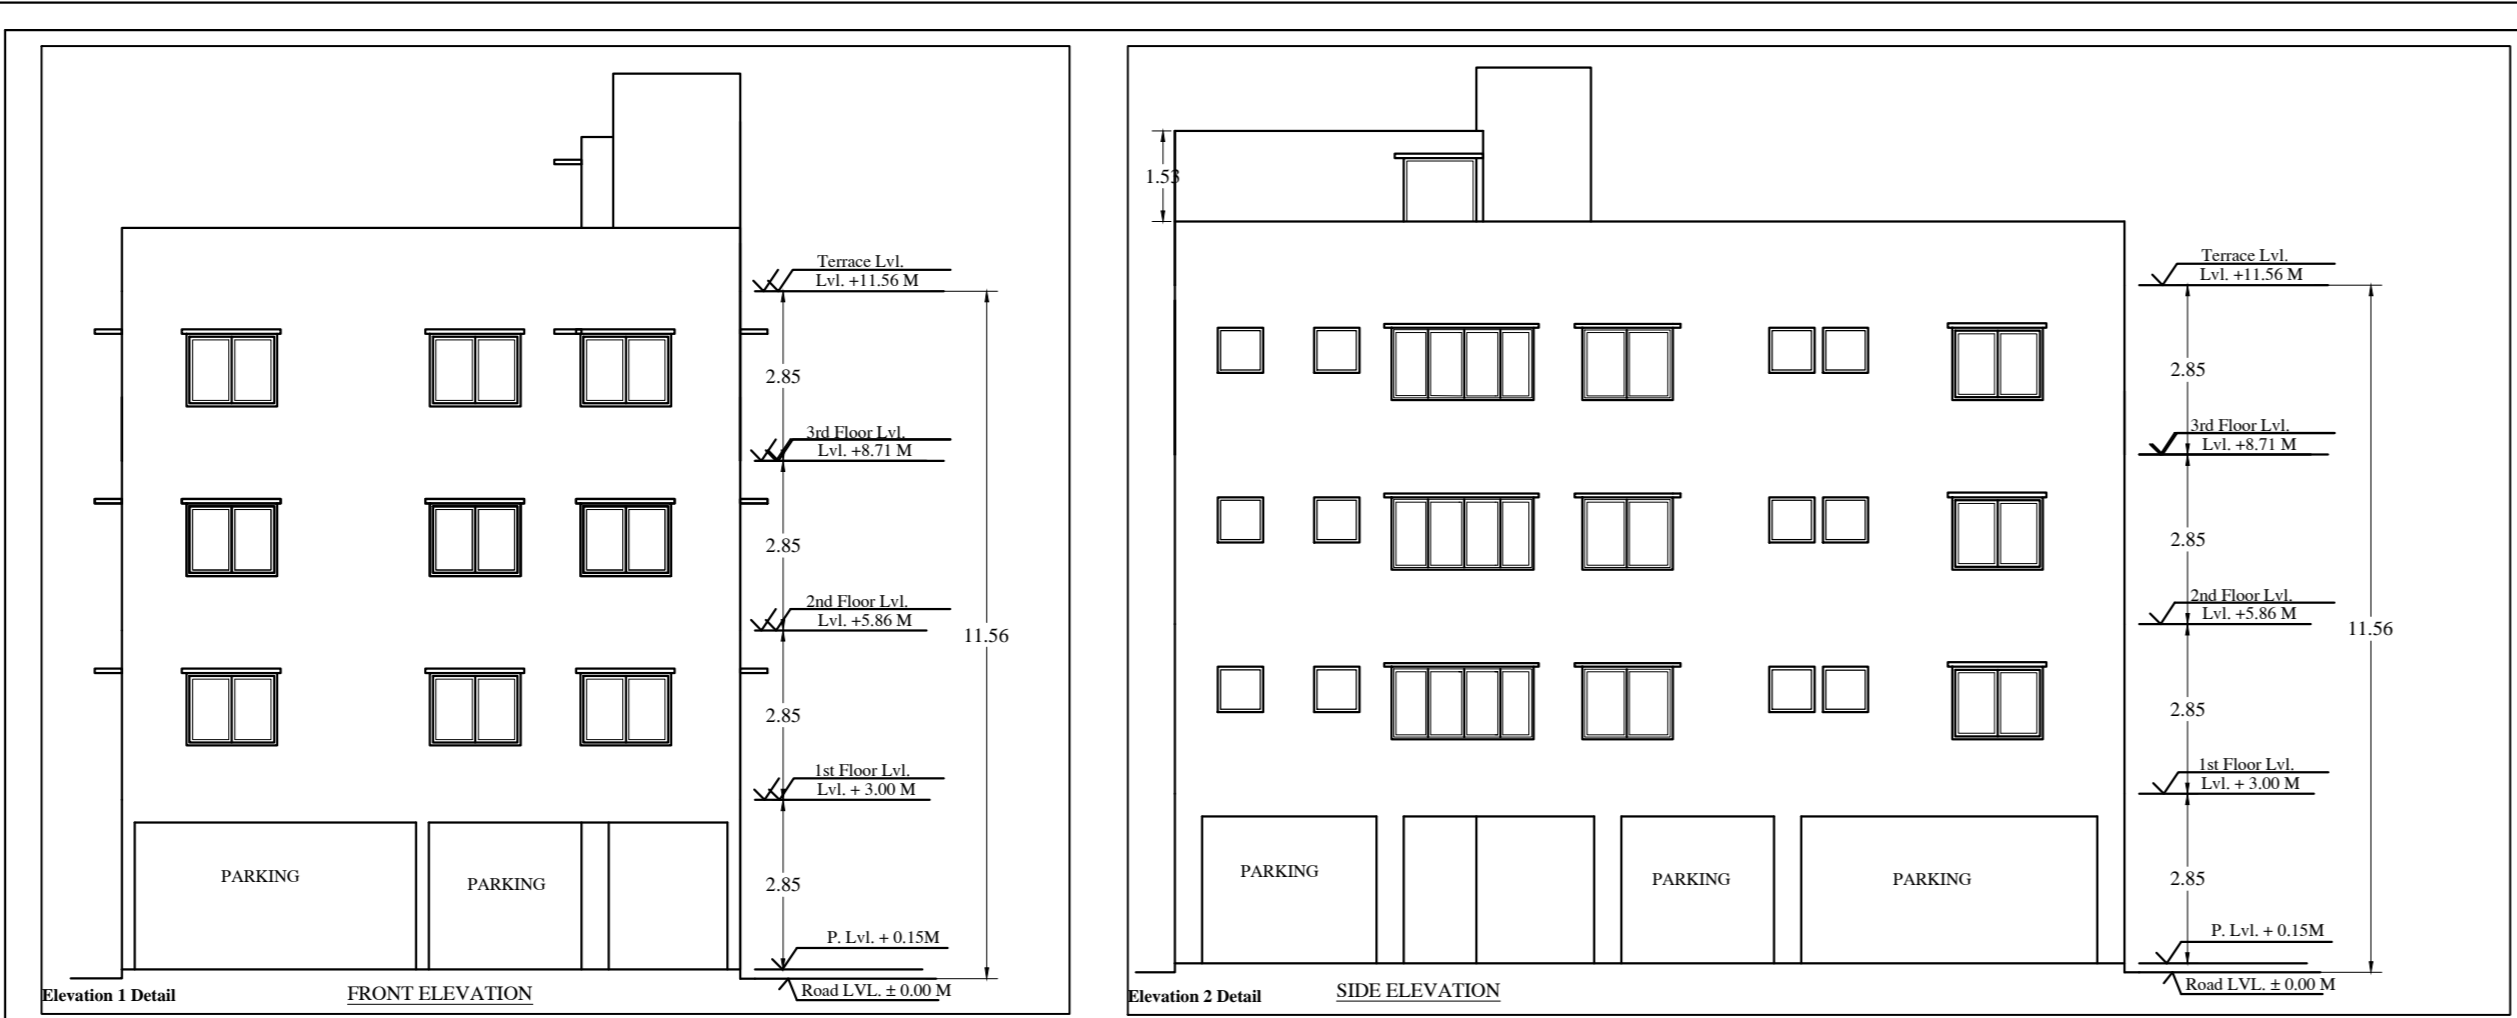 Terrace Lvl.
Lvl. +11.56 M
2.85
3rd Floor Lvl.
Lvl. +8.71 M
2.85
2nd Floor Lvl.
Lvl. +5.86 M
11.56
2.85
1st Floor Lvl.
Lvl. + 3.00 M
PARKING
PARKING
2.85
P. Lvl. + 0.15M
Road LVL. ± 0.00 M
Elevation 1 Detail
FRONT ELEVATION
1.53
Terrace Lvl.
Lvl. +11.56 M
2.85
3rd Floor Lvl.
Lvl. +8.71 M
2.85
2nd Floor Lvl.
Lvl. +5.86 M
11.56
2.85
1st Floor Lvl.
Lvl. + 3.00 M
PARKING
PARKING
PARKING
2.85
P. Lvl. + 0.15M
Road LVL. ± 0.00 M
Elevation 2 Detail
SIDE ELEVATION